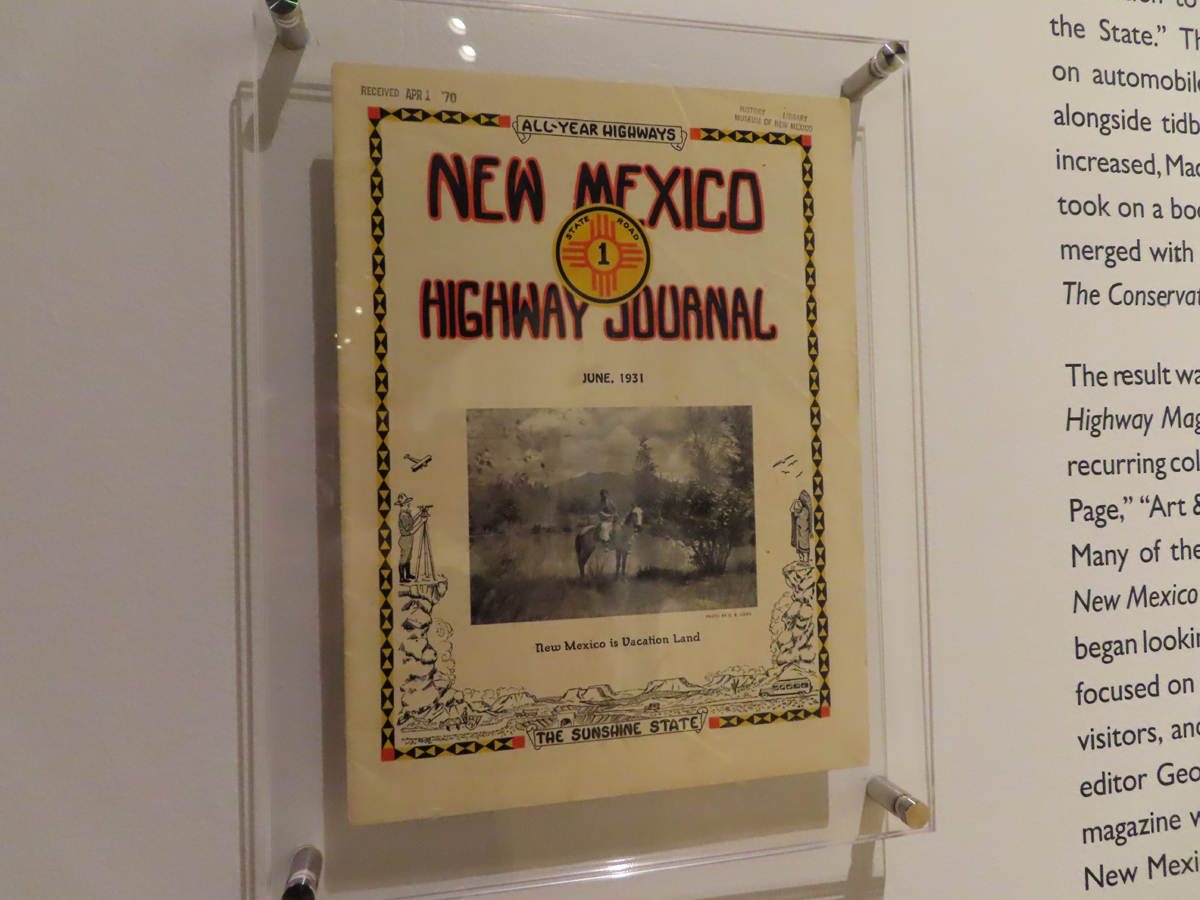 RECEIVED APR 1 '70
HISTORY LIBRARY
MUSEUM OF NEW MEXICO
ALL-YEAR HIGHWAYS
NEW MEXICO
STATE ROAD
1
HIGHWAY JOURNAL
JUNE, 1931
New Mexico is Vacation Land
THE SUNSHINE STATE
the State." Th
on automobile
alongside tidb
increased, Mac
took on a boo
merged with
The Conservat
The result wa
Highway Mag
recurring col
Page," "Art &
Many of the
New Mexico
began lookin
focused on
visitors, and
editor Geo
magazine w
New Mexi